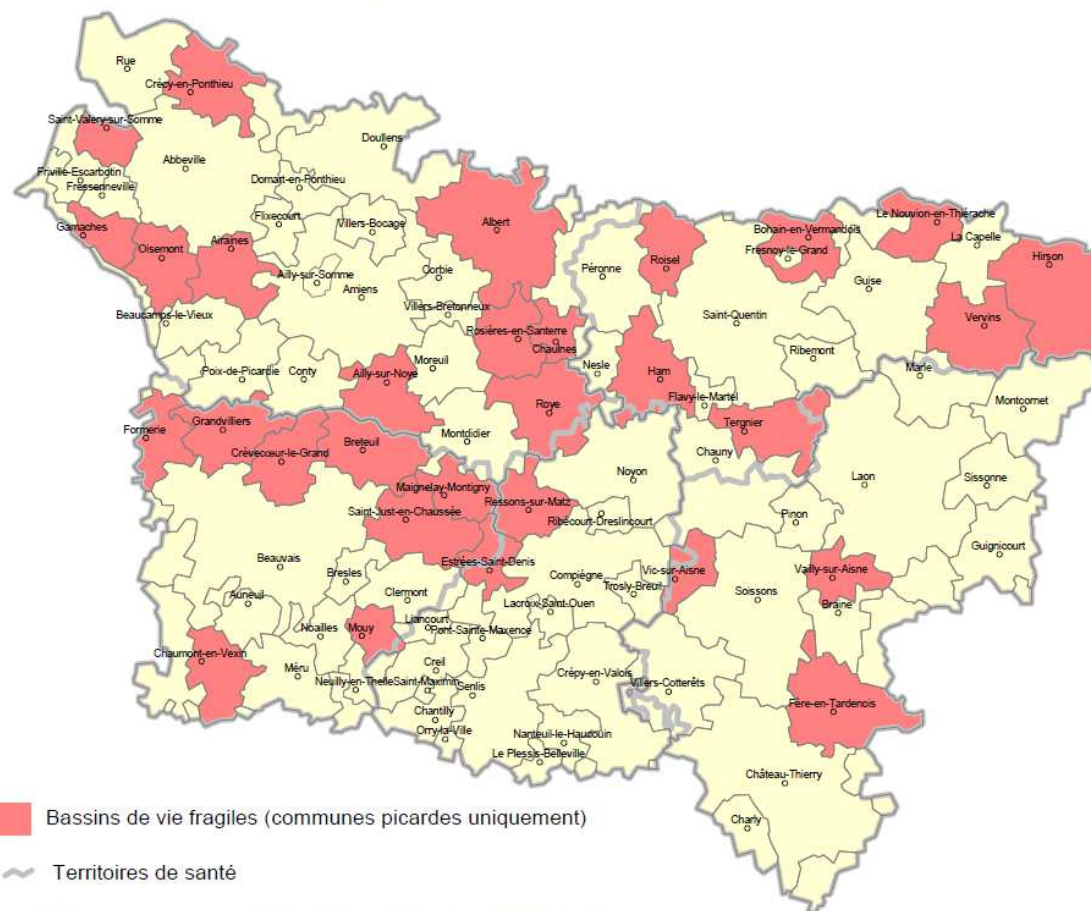 Rue
Crécy-en-Ponthieu
Saint-Valery-sur-Somme
Doullens
Abbeville
Friville-Escarbotin
Fressenneville
Domart-en-Ponthieu
Flixecourt
Villers-Bocage
Albert
Gamaches
Oisemont
Airaines
Ailly-sur-Somme
Amiens
Corbie
Villers-Bretonneux
Péronne
Roisel
Bohain-en-Vermandois
Fresnoy-le-Grand
Le Nouvion-en-Thiérache
La Capelle
Hirson
Guise
Vervins
Beaucamps-le-Vieux
Rosières-en-Santerre
Chaulnes
Saint-Quentin
Ribemont
Poix-de-Picardie
Conty
Ailly-sur-Noye
Moreuil
Nesle
Ham
Flavy-le-Martel
Marle
Montcornet
Roye
Montdidier
Tergnier
Chauny
Formerie
Grandvilliers
Crèvecœur-le-Grand
Breteuil
Noyon
Laon
Sissonne
Maignelay-Montigny
Saint-Just-en-Chaussée
Ressons-sur-Matz
Ribécourt-Dreslincourt
Pinon
Guignicourt
Beauvais
Bresles
Estrées-Saint-Denis
Compiègne
Trosly-Breuil
Vic-sur-Aisne
Soissons
Vailly-sur-Aisne
Braine
Auneuil
Clermont
Lacroix-Saint-Ouen
Noailles
Mouy
Liancourt
Pont-Sainte-Maxence
Chaumont-en-Vexin
Méru
Neuilly-en-Thelle
Saint-Maximin
Creil
Senlis
Crépy-en-Valois
Villers-Cotterêts
Fère-en-Tardenois
Chantilly
Orry-la-Ville
Nanteuil-le-Haudouin
Le Plessis-Belleville
Château-Thierry
Charly
Bassins de vie fragiles (communes picardes uniquement)
Territoires de santé